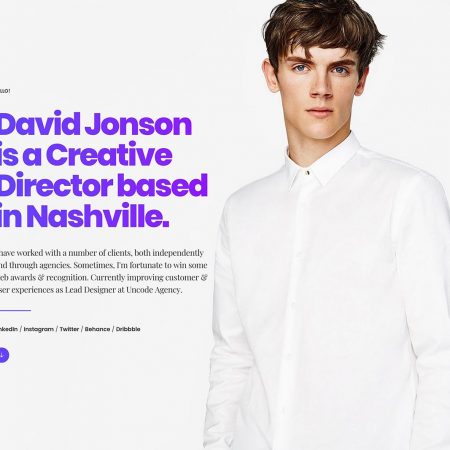 LLO!
David Jonson
is a Creative
Director based
in Nashville.
have worked with a number of clients, both independently
nd through agencies. Sometimes, I'm fortunate to win some
eb awards & recognition. Currently improving customer &
ser experiences as Lead Designer at Uncode Agency.
nkedIn / Instagram / Twitter / Behance / Dribbble